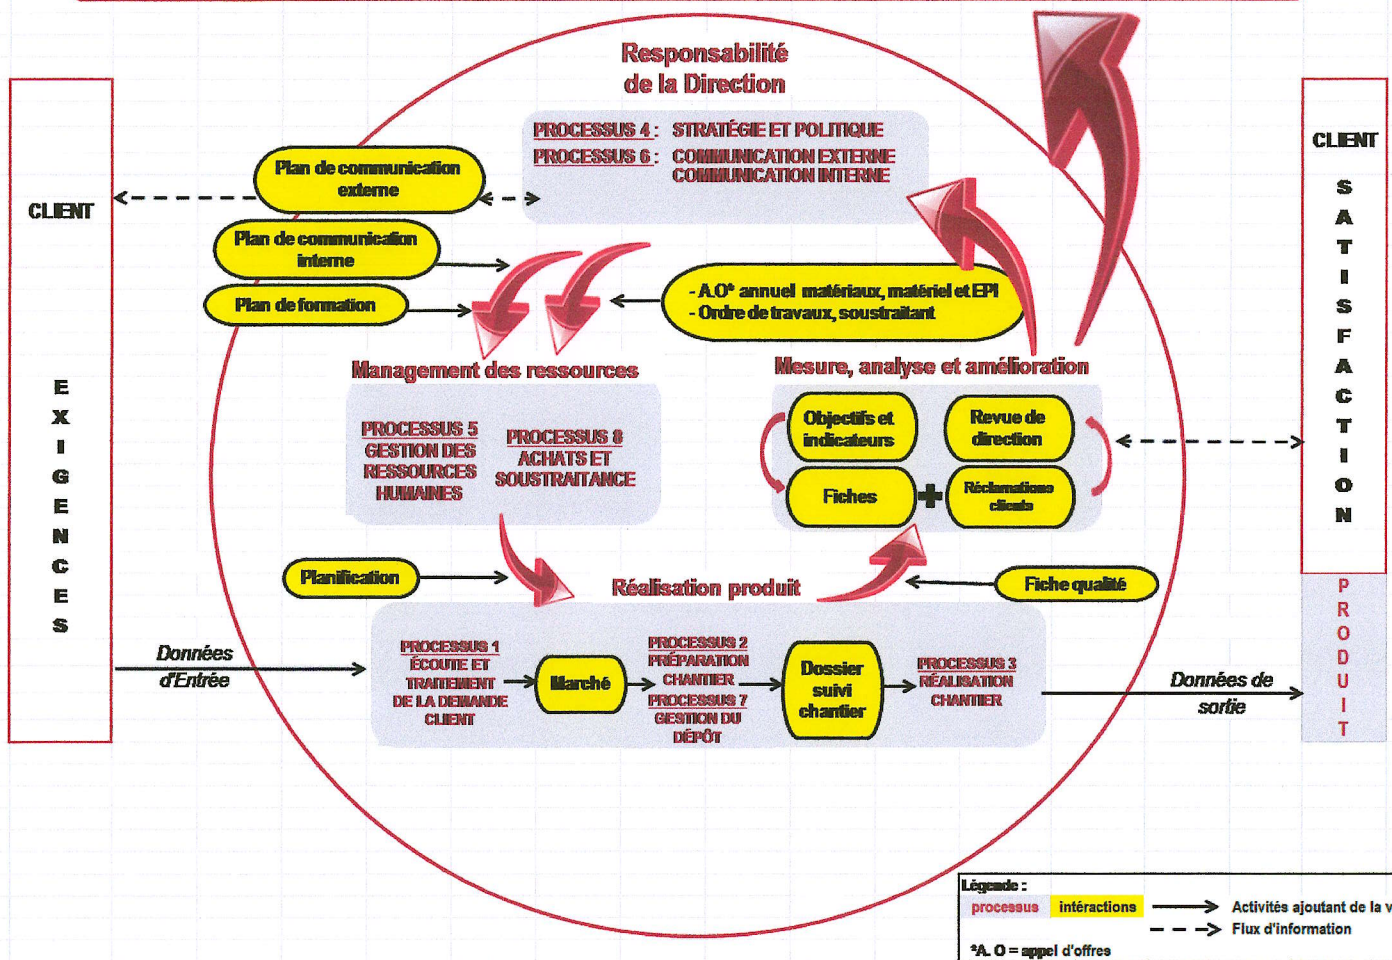 Responsabilité
de la Direction
PROCESSUS 4 : STRATÉGIE ET POLITIQUE
PROCESSUS 6 : COMMUNICATION EXTERNE
COMMUNICATION INTERNE
Plan de communication
externe
Plan de communication
interne
Plan de formation
- A.O* annuel matériaux, matériel et EPI
- Ordre de travaux, soustraitant
CLIENT
EXIGENCES
Management des ressources
PROCESSUS 5
GESTION DES
RESSOURCES
HUMAINES
PROCESSUS 8
ACHATS ET
SOUSTRAITANCE
Mesure, analyse et amélioration
Objectifs et
indicateurs
Revue de
direction
Fiches
+
Réclamations
clients
CLIENT
SATISFACTION
PRODUIT
Planification
Réalisation produit
Fiche qualité
Données
d'Entrée
PROCESSUS 1
ÉCOUTE ET
TRAITEMENT
DE LA DEMANDE
CLIENT
Marché
PROCESSUS 2
PRÉPARATION
CHANTIER
PROCESSUS 7
GESTION DU
DÉPÔT
Dossier
suivi
chantier
PROCESSUS 3
RÉALISATION
CHANTIER
Données de
sortie
Légende :
processus intéractions Activités ajoutant de la v
Flux d'information
*A. O = appel d'offres